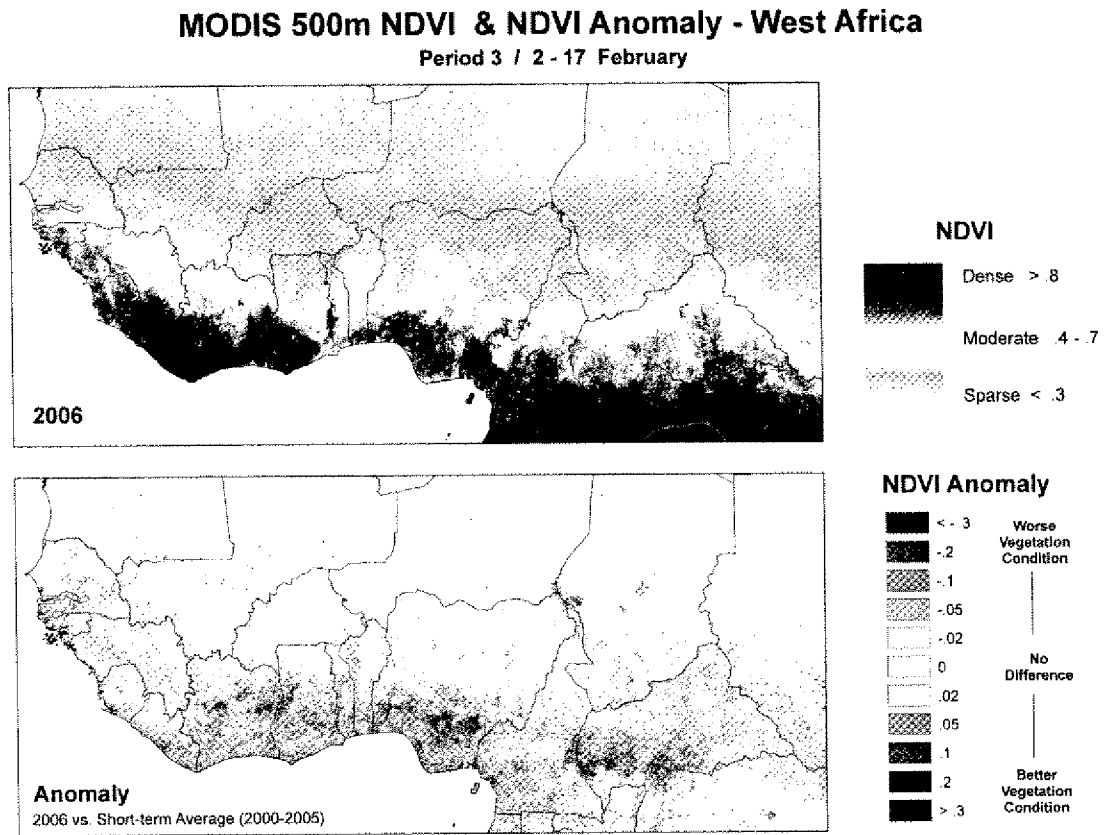 MODIS 500m NDVI & NDVI Anomaly - West Africa
Period 3 / 2 - 17 February
2006
NDVI
Dense > .8
Moderate .4 - .7
Sparse < .3
Anomaly
2006 vs. Short-term Average (2000-2005)
NDVI Anomaly
< - .3
-.2
-.1
-.05
-.02
0
.02
.05
.1
.2
> .3
Worse
Vegetation
Condition
No
Difference
Better
Vegetation
Condition